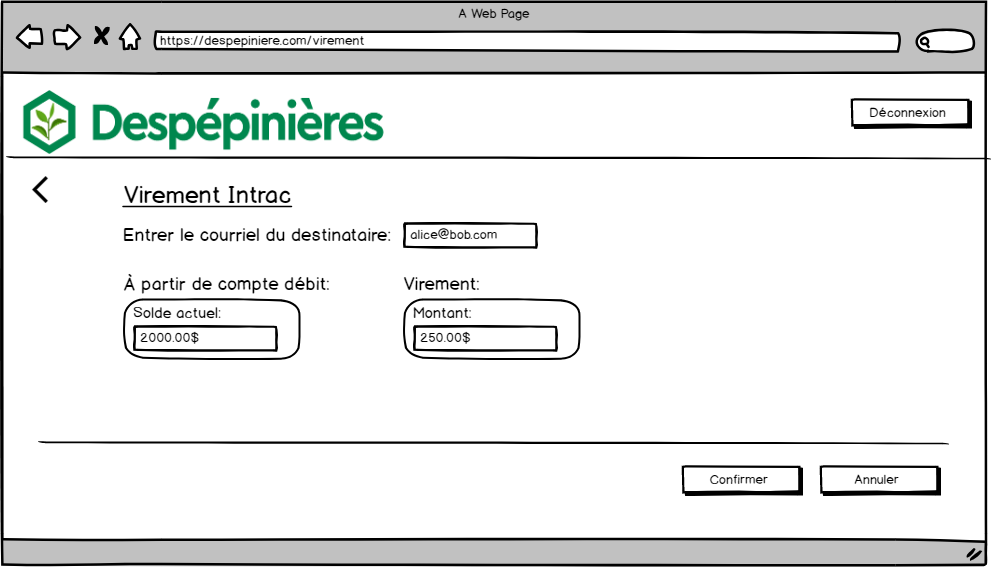 A Web Page
https://despepiniere.com/virement
Despépinières
Déconnexion
Virement Intrac
Entrer le courriel du destinataire: alice@bob.com
À partir de compte débit: Virement:
Solde actuel: Montant:
2000.00$ 250.00$
Confirmer Annuler